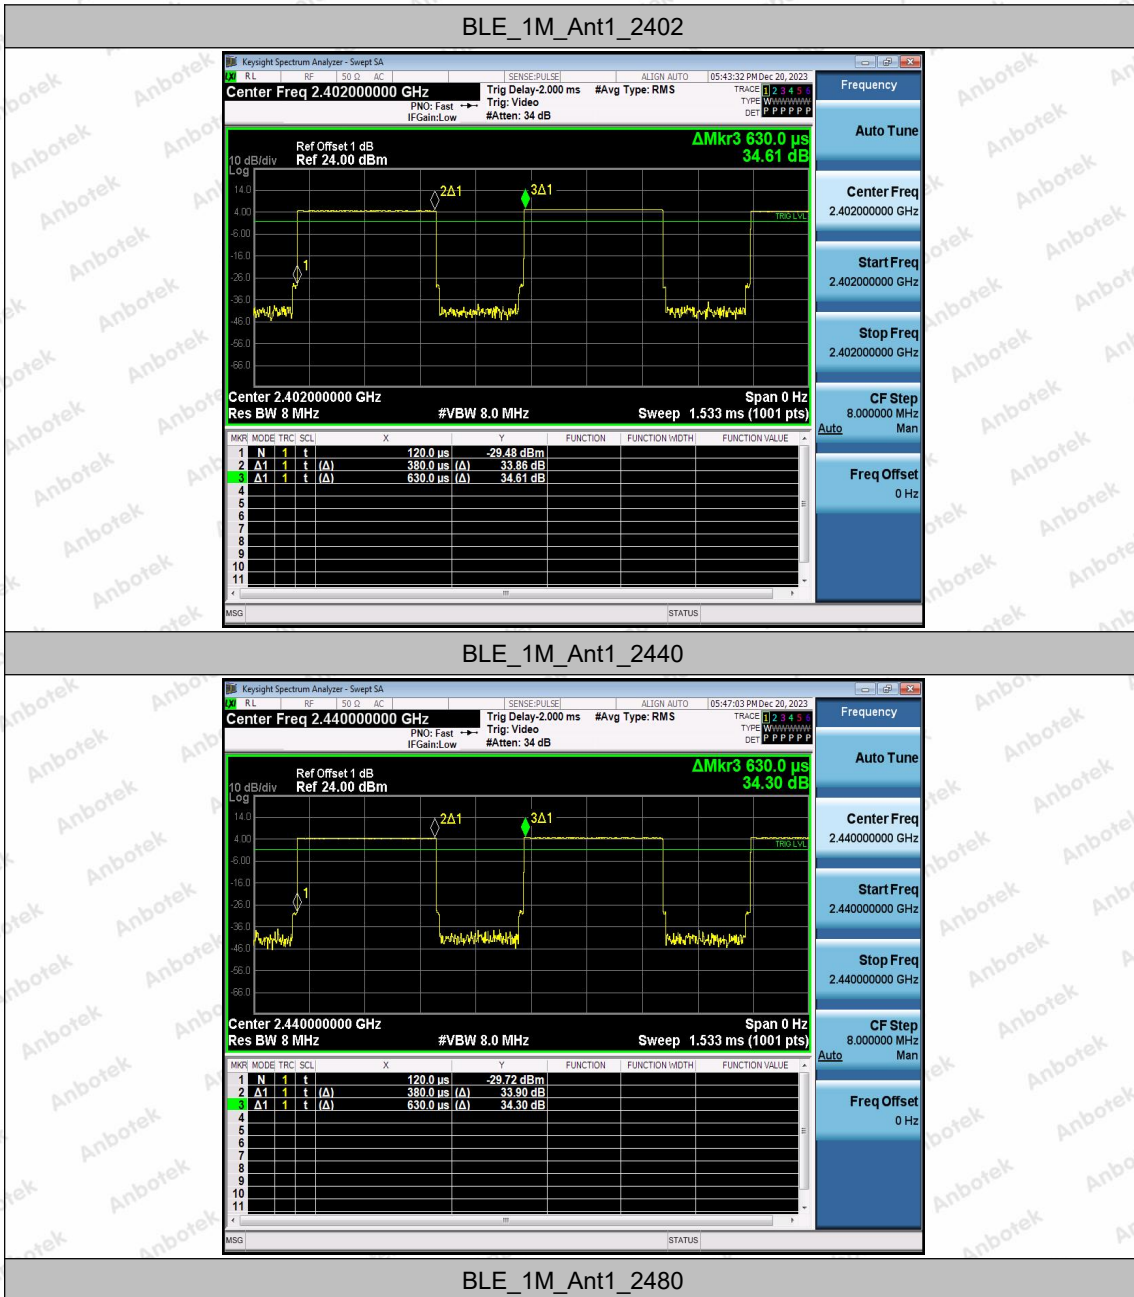 BLE_1M_Ant1_2402
Keysight Spectrum Analyzer - Swept SA
RL RF 50 Ω AC SENSE:PULSE ALIGN AUTO 05:43:32 PM Dec 20, 2023
Center Freq 2.402000000 GHz
PNO: Fast
IFGain:Low
Trig Delay-2.000 ms
Trig: Video
#Atten: 34 dB
#Avg Type: RMS
TRACE 1 2 3 4 5 6
TYPE W
DET P P P P P P
Frequency
Auto Tune
Center Freq
2.402000000 GHz
Start Freq
2.402000000 GHz
Stop Freq
2.402000000 GHz
CF Step
8.000000 MHz
Auto Man
Freq Offset
0 Hz
ΔMkr3 630.0 µs
34.61 dB
Ref Offset 1 dB
10 dB/div Ref 24.00 dBm
Log
14.0
4.00
-6.00
-16.0
-26.0
-36.0
-46.0
-56.0
-66.0
1
2Δ1
3Δ1
TRIG LVL
Center 2.402000000 GHz Span 0 Hz
Res BW 8 MHz #VBW 8.0 MHz Sweep 1.533 ms (1001 pts)
MKR MODE TRC SCL X Y FUNCTION FUNCTION WIDTH FUNCTION VALUE
1 N 1 t 120.0 µs -29.48 dBm
2 Δ1 1 t (Δ) 380.0 µs (Δ) 33.86 dB
3 Δ1 1 t (Δ) 630.0 µs (Δ) 34.61 dB
4
5
6
7
8
9
10
11
MSG STATUS
BLE_1M_Ant1_2440
Keysight Spectrum Analyzer - Swept SA
RL RF 50 Ω AC SENSE:PULSE ALIGN AUTO 05:47:03 PM Dec 20, 2023
Center Freq 2.440000000 GHz
PNO: Fast
IFGain:Low
Trig Delay-2.000 ms
Trig: Video
#Atten: 34 dB
#Avg Type: RMS
TRACE 1 2 3 4 5 6
TYPE W
DET P P P P P P
Frequency
Auto Tune
Center Freq
2.440000000 GHz
Start Freq
2.440000000 GHz
Stop Freq
2.440000000 GHz
CF Step
8.000000 MHz
Auto Man
Freq Offset
0 Hz
ΔMkr3 630.0 µs
34.30 dB
Ref Offset 1 dB
10 dB/div Ref 24.00 dBm
Log
14.0
4.00
-6.00
-16.0
-26.0
-36.0
-46.0
-56.0
-66.0
1
2Δ1
3Δ1
TRIG LVL
Center 2.440000000 GHz Span 0 Hz
Res BW 8 MHz #VBW 8.0 MHz Sweep 1.533 ms (1001 pts)
MKR MODE TRC SCL X Y FUNCTION FUNCTION WIDTH FUNCTION VALUE
1 N 1 t 120.0 µs -29.72 dBm
2 Δ1 1 t (Δ) 380.0 µs (Δ) 33.90 dB
3 Δ1 1 t (Δ) 630.0 µs (Δ) 34.30 dB
4
5
6
7
8
9
10
11
MSG STATUS
BLE_1M_Ant1_2480